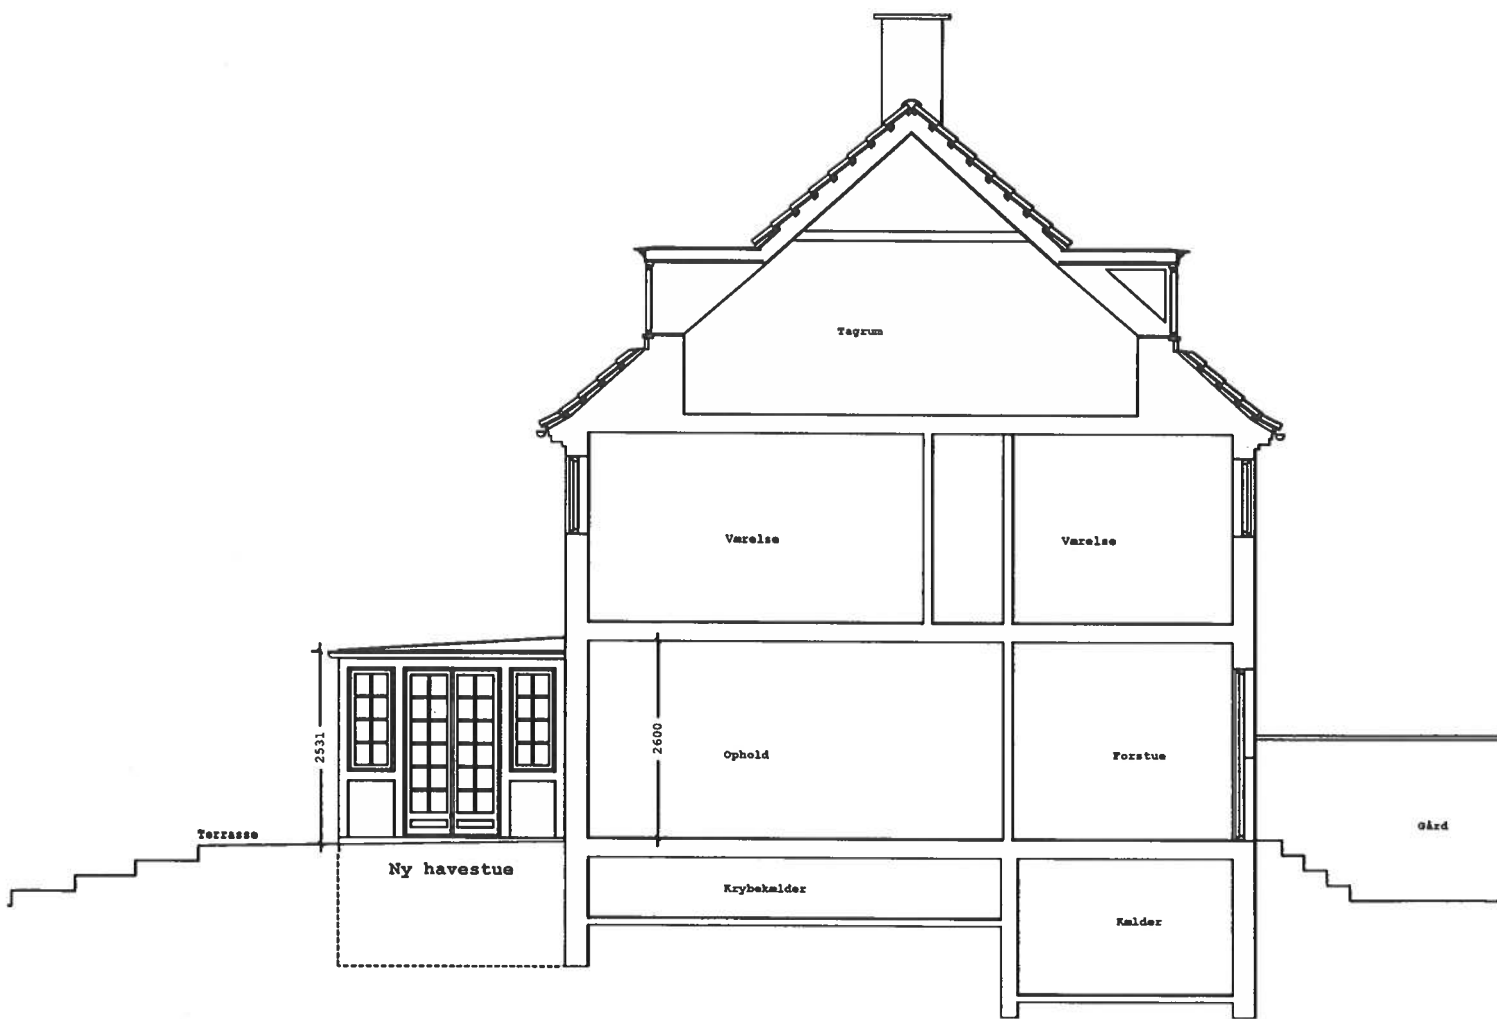 Tagrum
Værelse
Værelse
2531
2600
Ophold
Forstue
Terrasse
Gård
Ny havestue
Krybekælder
Kælder